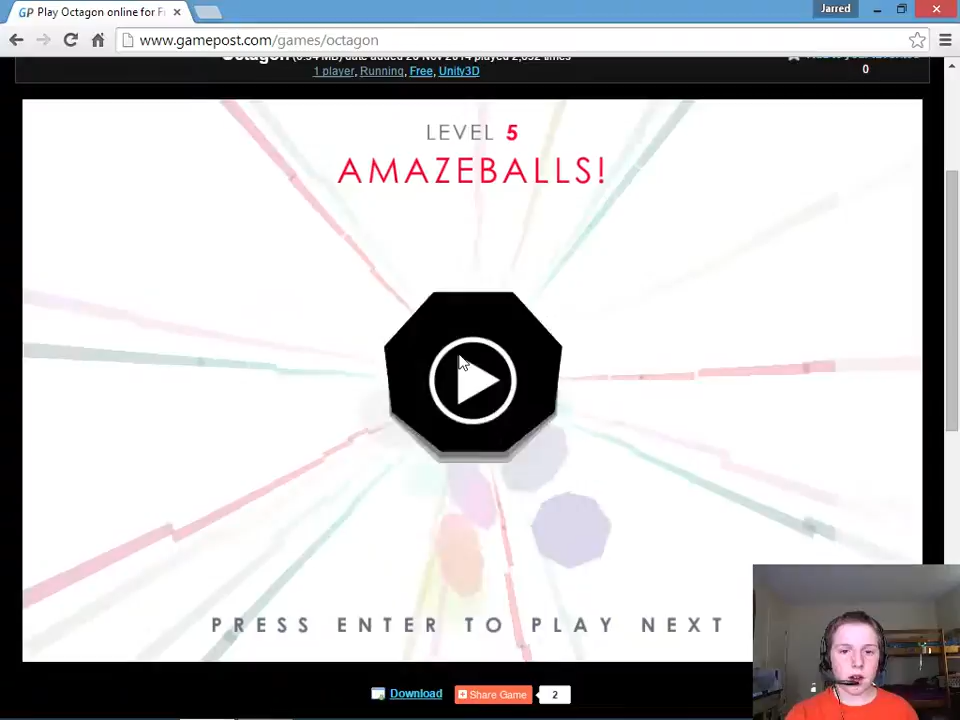 GP Play Octagon online for Fr
Jarred
www.gamepost.com/games/octagon
1 player, Running, Free, Unity3D
0
LEVEL 5
AMAZEBALLS!
PRESS ENTER TO PLAY NEXT
Download
Share Game
2